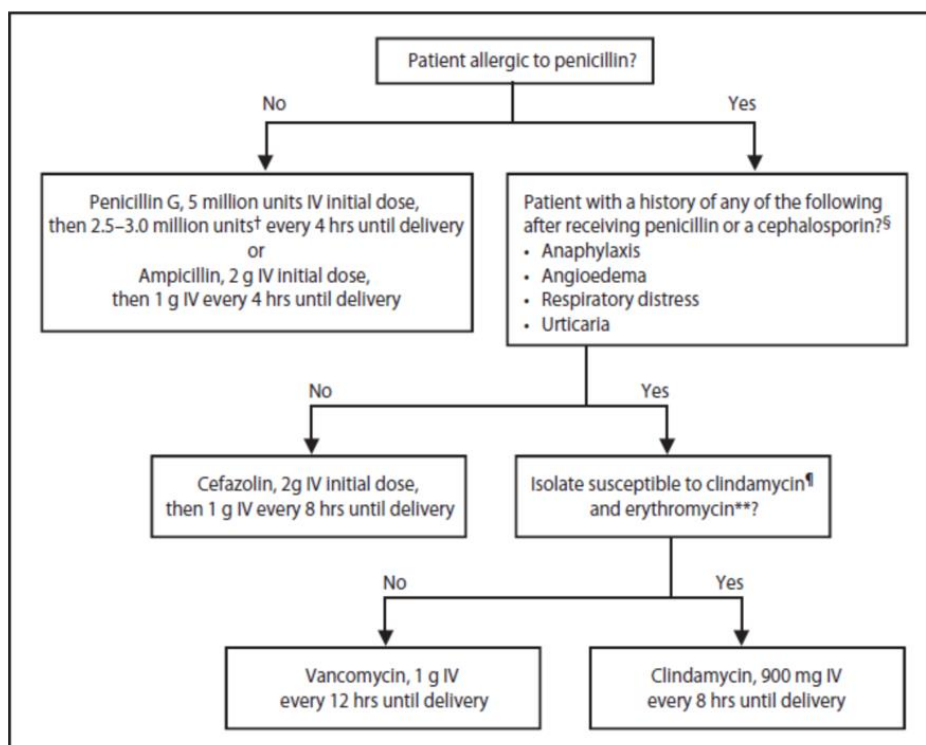 Patient allergic to penicillin?
No
Yes
Penicillin G, 5 million units IV initial dose,
then 2.5–3.0 million units† every 4 hrs until delivery
or
Ampicillin, 2 g IV initial dose,
then 1 g IV every 4 hrs until delivery
Patient with a history of any of the following
after receiving penicillin or a cephalosporin?§
• Anaphylaxis
• Angioedema
• Respiratory distress
• Urticaria
No
Yes
Cefazolin, 2g IV initial dose,
then 1 g IV every 8 hrs until delivery
Isolate susceptible to clindamycin¶
and erythromycin**?
No
Yes
Vancomycin, 1 g IV
every 12 hrs until delivery
Clindamycin, 900 mg IV
every 8 hrs until delivery